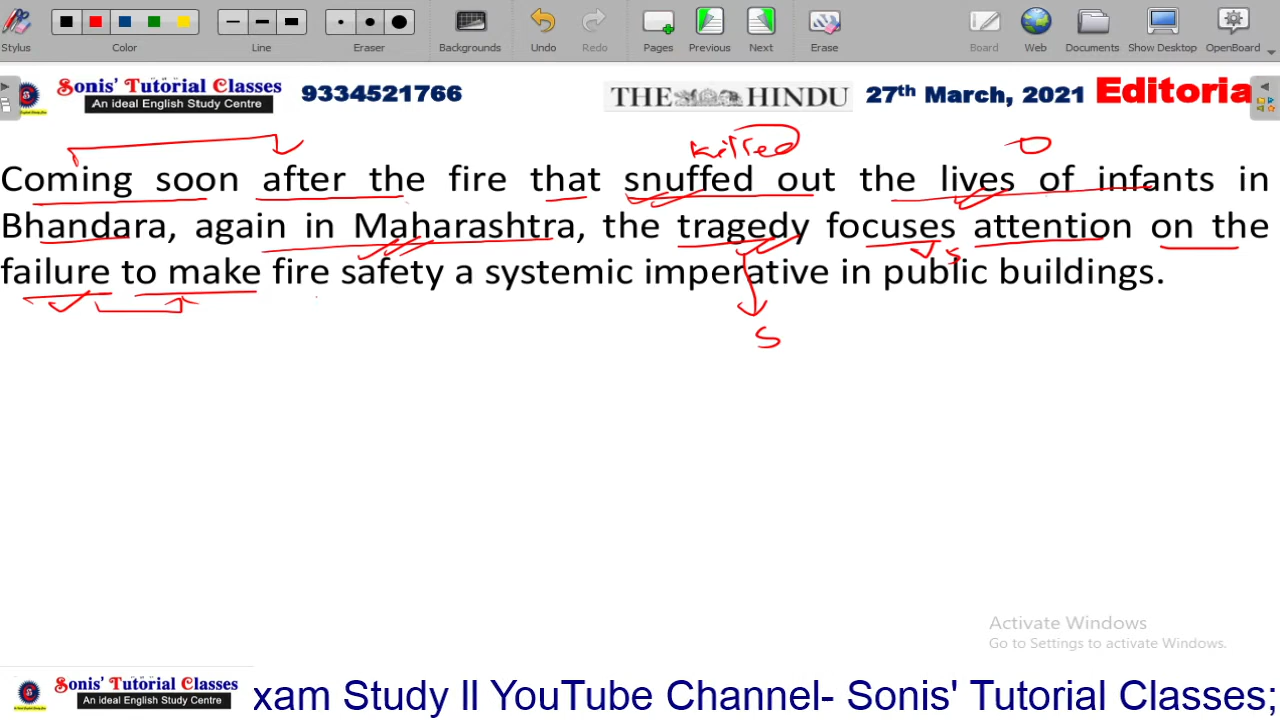 Stylus Color Line Eraser Backgrounds Undo Redo Pages Previous Next Erase Board Web Documents Show Desktop OpenBoard
Sonis' Tutorial Classes
An ideal English Study Centre
9334521766
THE HINDU
27th March, 2021
Editoria
killed
Coming soon after the fire that snuffed out the lives of infants in
Bhandara, again in Maharashtra, the tragedy focuses attention on the
failure to make fire safety a systemic imperative in public buildings.
s
s
Activate Windows
Go to Settings to activate Windows.
Sonis' Tutorial Classes
An ideal English Study Centre
xam Study ll YouTube Channel- Sonis' Tutorial Classes;